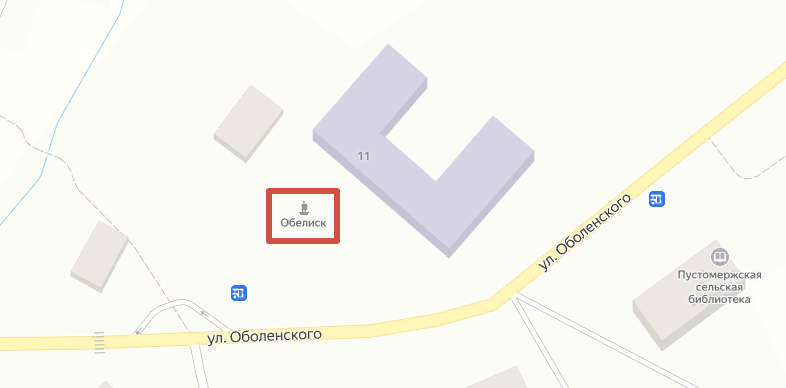 11
Обелиск
ул. Оболенского
Пустомержская
сельская
библиотека
ул. Оболенского